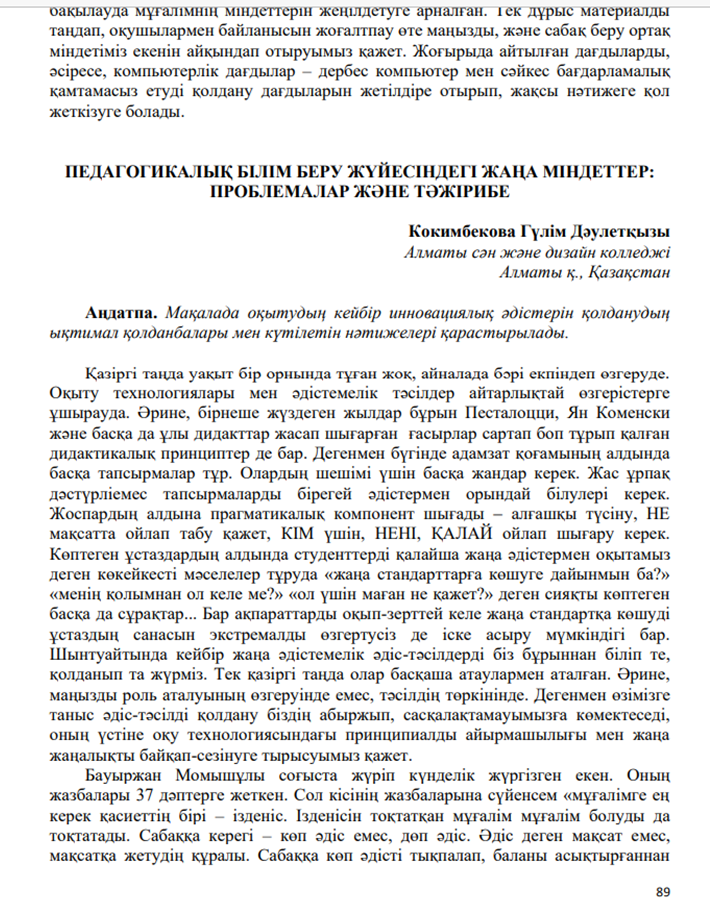 бақылауда мұғалімнің міндеттерін жеңілдетуге арналған. Тек дұрыс материалды
таңдап, оқушылармен байланысын жоғалтпау өте маңызды, және сабақ беру ортақ
міндетіміз екенін айқындап отыруымыз қажет. Жоғырыда айтылған дағдыларды,
әсіресе, компьютерлік дағдылар – дербес компьютер мен сәйкес бағдарламалық
қамтамасыз етуді қолдану дағдыларын жетілдіре отырып, жақсы нәтижеге қол
жеткізуге болады.
ПЕДАГОГИКАЛЫҚ БІЛІМ БЕРУ ЖҮЙЕСІНДЕГІ ЖАҢА МІНДЕТТЕР:
ПРОБЛЕМАЛАР ЖӘНЕ ТӘЖІРИБЕ
Кокимбекова Гүлім Дәулетқызы
Алматы сән және дизайн колледжі
Алматы қ., Қазақстан
Аңдатпа. Мақалада оқытудың кейбір инновациялық әдістерін қолданудың
ықтимал қолданбалары мен күтілетін нәтижелері қарастырылады.
Қазіргі таңда уақыт бір орнында тұған жоқ, айналада бәрі екпіндеп өзгеруде.
Оқыту технологиялары мен әдістемелік тәсілдер айтарлықтай өзгерістерге
ұшырауда. Әрине, бірнеше жүздеген жылдар бұрын Песталоцци, Ян Коменски
және басқа да ұлы дидакттар жасап шығарған ғасырлар сартап боп тұрып қалған
дидактикалық принциптер де бар. Дегенмен бүгінде адамзат қоғамының алдында
басқа тапсырмалар тұр. Олардың шешімі үшін басқа жандар керек. Жас ұрпақ
дәстүрліемес тапсырмаларды бірегей әдістермен орындай білулері керек.
Жоспардың алдына прагматикалық компонент шығады – алғашқы түсіну, НЕ
мақсатта ойлап табу қажет, КІМ үшін, НЕНІ, ҚАЛАЙ ойлап шығару керек.
Көптеген ұстаздардың алдында студенттерді қалайша жаңа әдістермен оқытамыз
деген көкейкесті мәселелер тұруда «жаңа стандарттарға көшуге дайынмын ба?»
«менің қолымнан ол келе ме?» «ол үшін маған не қажет?» деген сияқты көптеген
басқа да сұрақтар... Бар ақпараттарды оқып-зерттей келе жаңа стандартқа көшуді
ұстаздың санасын экстремалды өзгертусіз де іске асыру мүмкіндігі бар.
Шынтуайтында кейбір жаңа әдістемелік әдіс-тәсілдерді біз бұрыннан біліп те,
қолданып та жүрміз. Тек қазіргі таңда олар басқаша атаулармен аталған. Әрине,
маңызды роль аталуының өзгеруінде емес, тәсілдің төркінінде. Дегенмен өзімізге
таныс әдіс-тәсілді қолдану біздің абыржып, сасқалақтамауымызға көмектеседі,
оның үстіне оқу технологиясындағы принципиалды айырмашылығы мен жаңа
жаңалықты байқап-сезінуге тырысуымыз қажет.
Бауыржан Момышұлы соғыста жүріп күнделік жүргізген екен. Оның
жазбалары 37 дәптерге жеткен. Сол кісінің жазбаларына сүйенсем «мұғалімге ең
керек қасиеттің бірі – ізденіс. Ізденісін тоқтатқан мұғалім мұғалім болуды да
тоқтатады. Сабаққа керегі – көп әдіс емес, дөп әдіс. Әдіс деген мақсат емес,
мақсатқа жетудің құралы. Сабаққа көп әдісті тықпалап, баланы асықтырғаннан
89